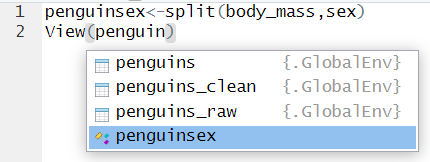 1 penguinsex<-split(body_mass,sex)
2 View(penguin)
penguins {.GlobalEnv}
penguins_clean {.GlobalEnv}
penguins_raw {.GlobalEnv}
penguinsex